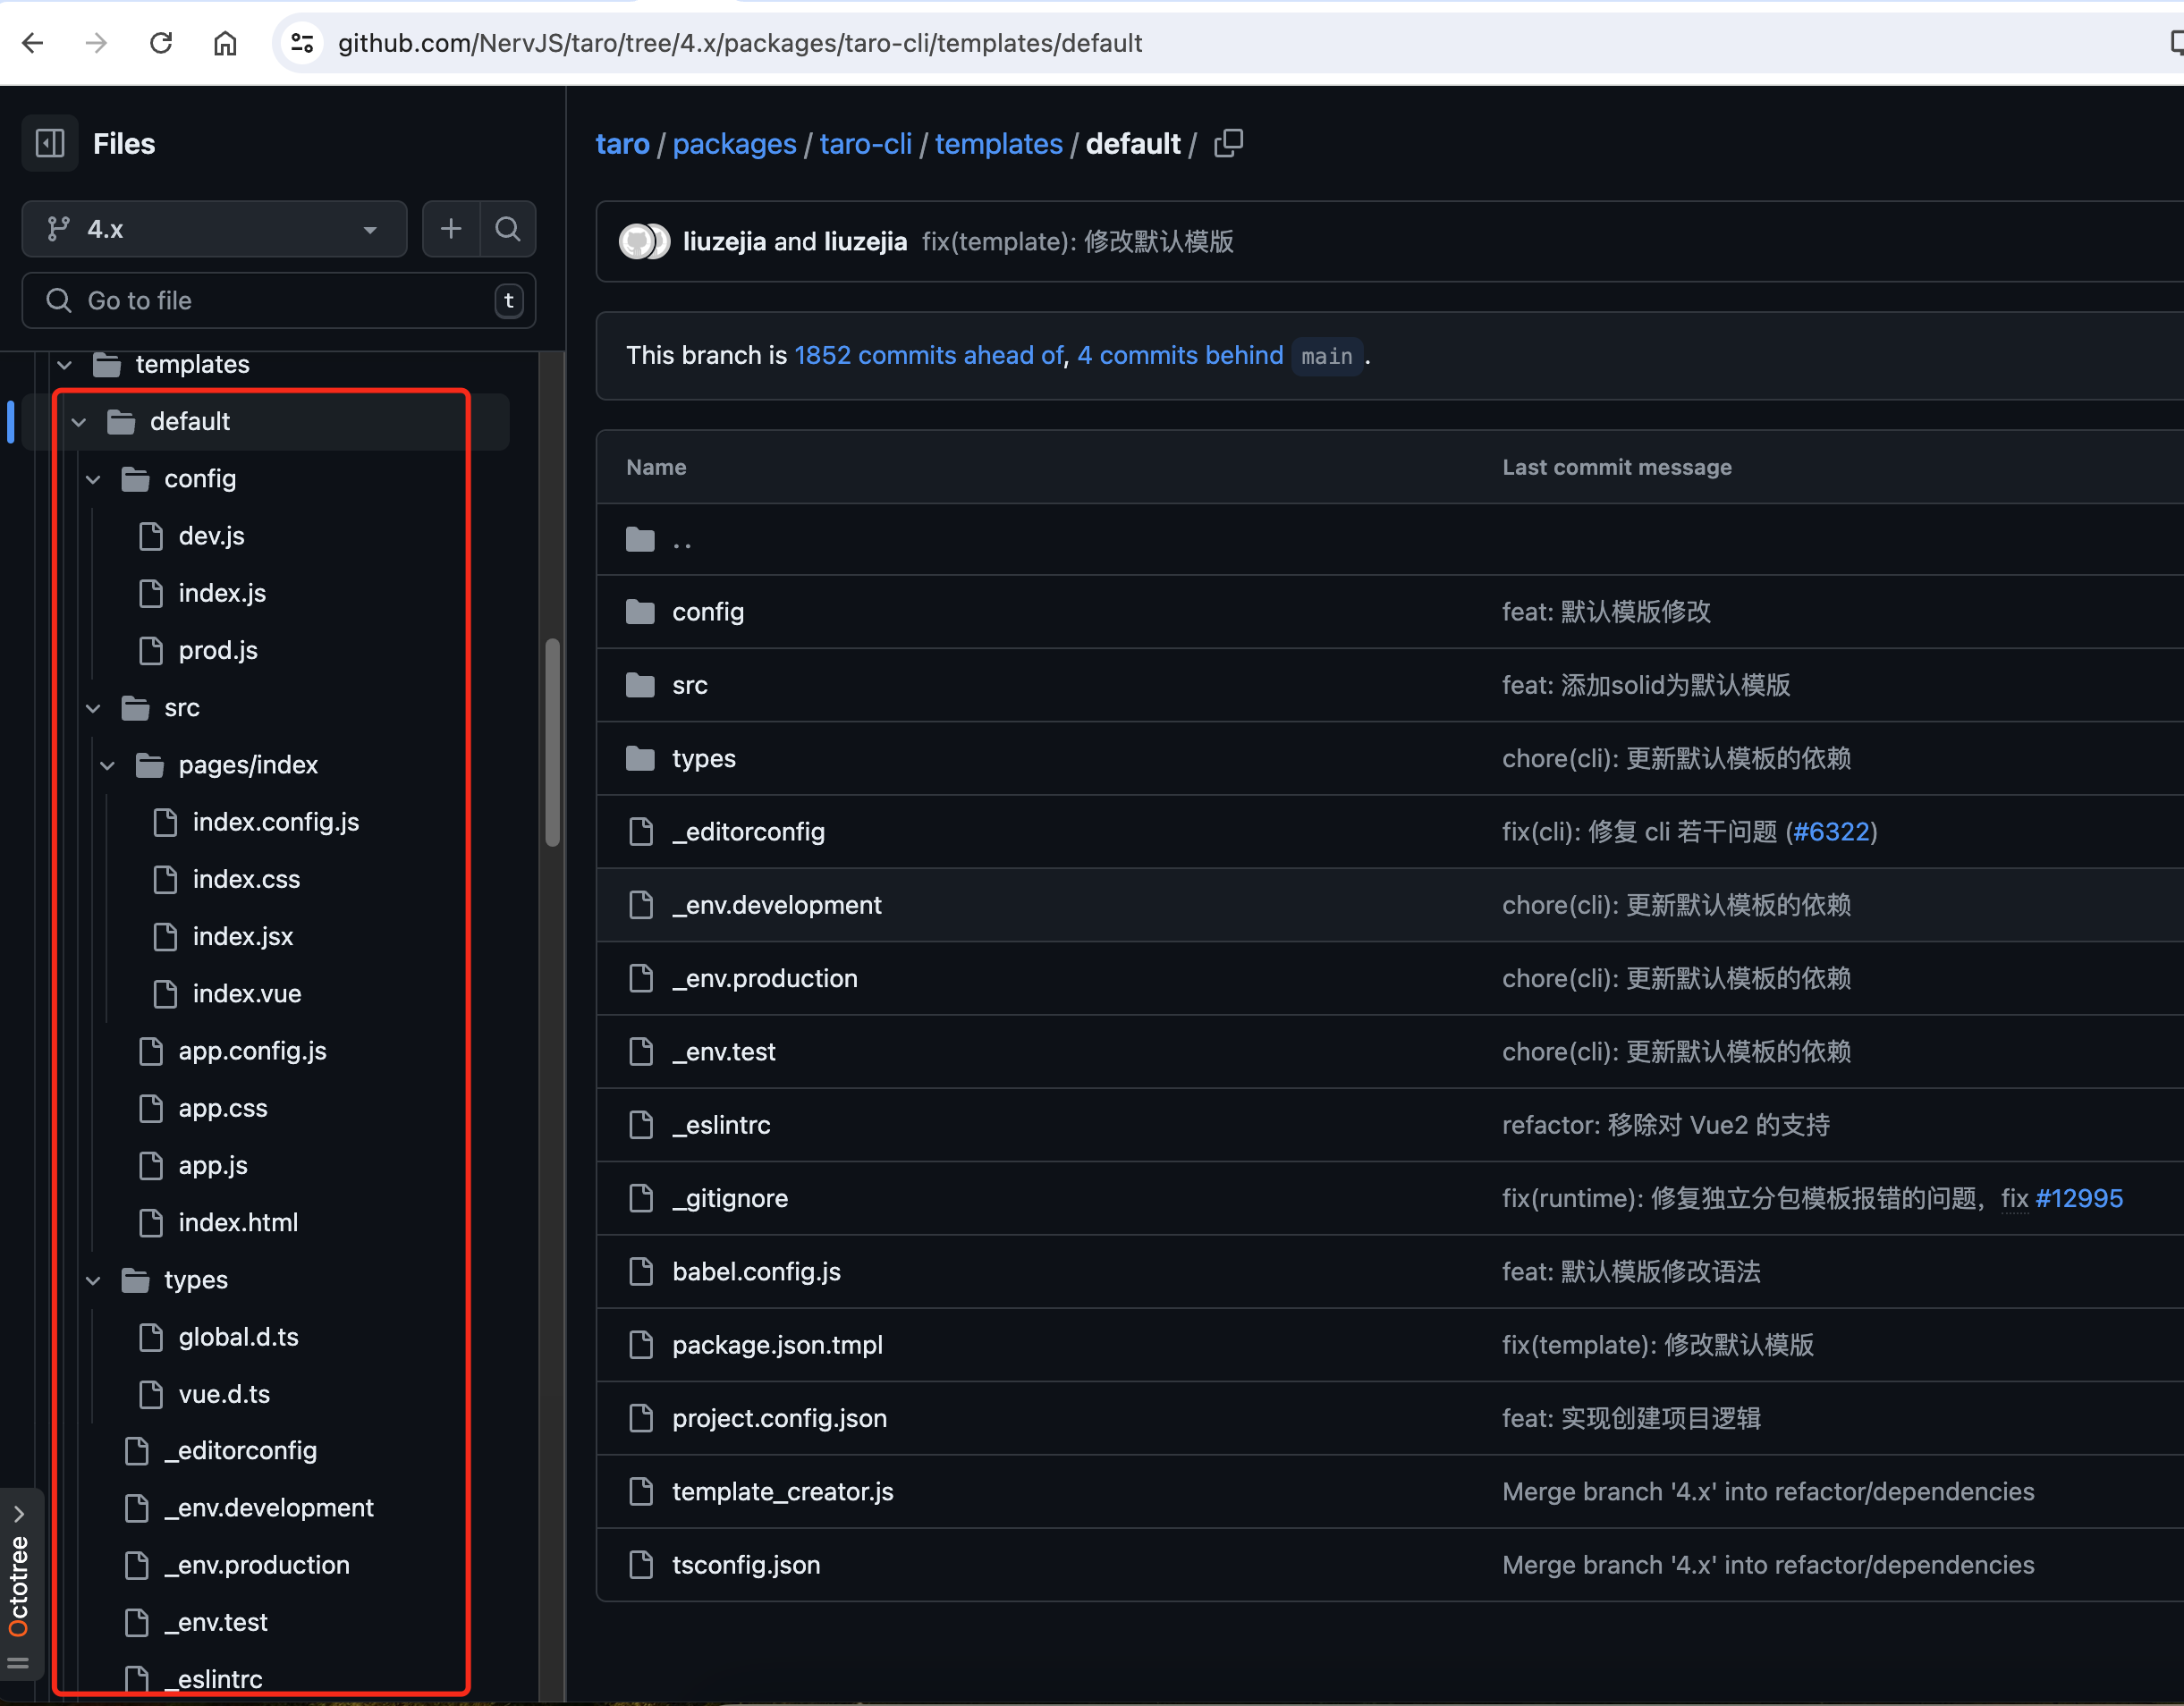 github.com/NervJS/taro/tree/4.x/packages/taro-cli/templates/default
Files
4.x
Go to file
t
templates
default
config
dev.js
index.js
prod.js
src
pages/index
index.config.js
index.css
index.jsx
index.vue
app.config.js
app.css
app.js
index.html
types
global.d.ts
vue.d.ts
_editorconfig
_env.development
_env.production
_env.test
_eslintrc
Octotree
taro / packages / taro-cli / templates / default /
liuzejia and liuzejia fix(template): 修改默认模版
This branch is 1852 commits ahead of, 4 commits behind main .
Name Last commit message
..
config feat: 默认模版修改
src feat: 添加solid为默认模版
types chore(cli): 更新默认模板的依赖
_editorconfig fix(cli): 修复 cli 若干问题 (#6322)
_env.development chore(cli): 更新默认模板的依赖
_env.production chore(cli): 更新默认模板的依赖
_env.test chore(cli): 更新默认模板的依赖
_eslintrc refactor: 移除对 Vue2 的支持
_gitignore fix(runtime): 修复独立分包模板报错的问题，fix #12995
babel.config.js feat: 默认模版修改语法
package.json.tmpl fix(template): 修改默认模版
project.config.json feat: 实现创建项目逻辑
template_creator.js Merge branch '4.x' into refactor/dependencies
tsconfig.json Merge branch '4.x' into refactor/dependencies